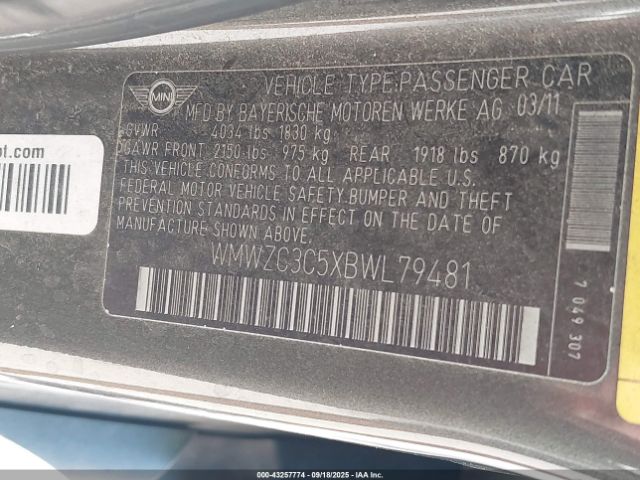 MINI
VEHICLE TYPE:PASSENGER CAR
MFD BY BAYERISCHE MOTOREN WERKE AG 03/11
GVWR 4034 lbs 1830 kg
GAWR FRONT 2150 lbs 975 kg REAR 1918 lbs 870 kg
THIS VEHICLE CONFORMS TO ALL APPLICABLE U.S.
FEDERAL MOTOR VEHICLE SAFETY,BUMPER AND THEFT
PREVENTION STANDARDS IN EFFECT ON THE DATE OF
MANUFACTURE SHOWN ABOVE.
WMWZC3C5XBWL79481
7 049 307
ot.com
000-43257774 - 09/18/2025 - IAA Inc.